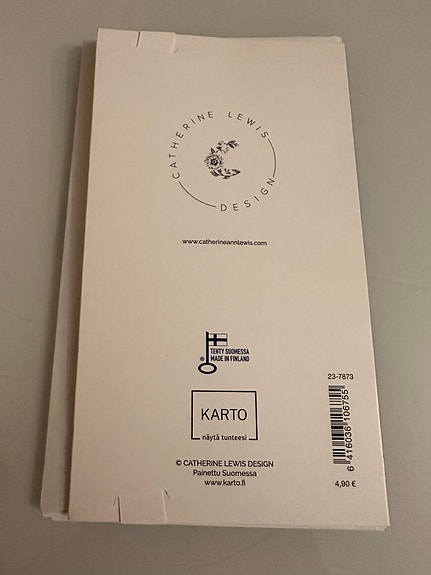 CATHERINE LEWIS
DESIGN
www.catherineannlewis.com
® TEHTY SUOMESSA
MADE IN FINLAND
KARTO
näytä tunteesi
© CATHERINE LEWIS DESIGN
Painettu Suomessa
www.karto.fi
23-7873
6 416036 106755
4,90 €